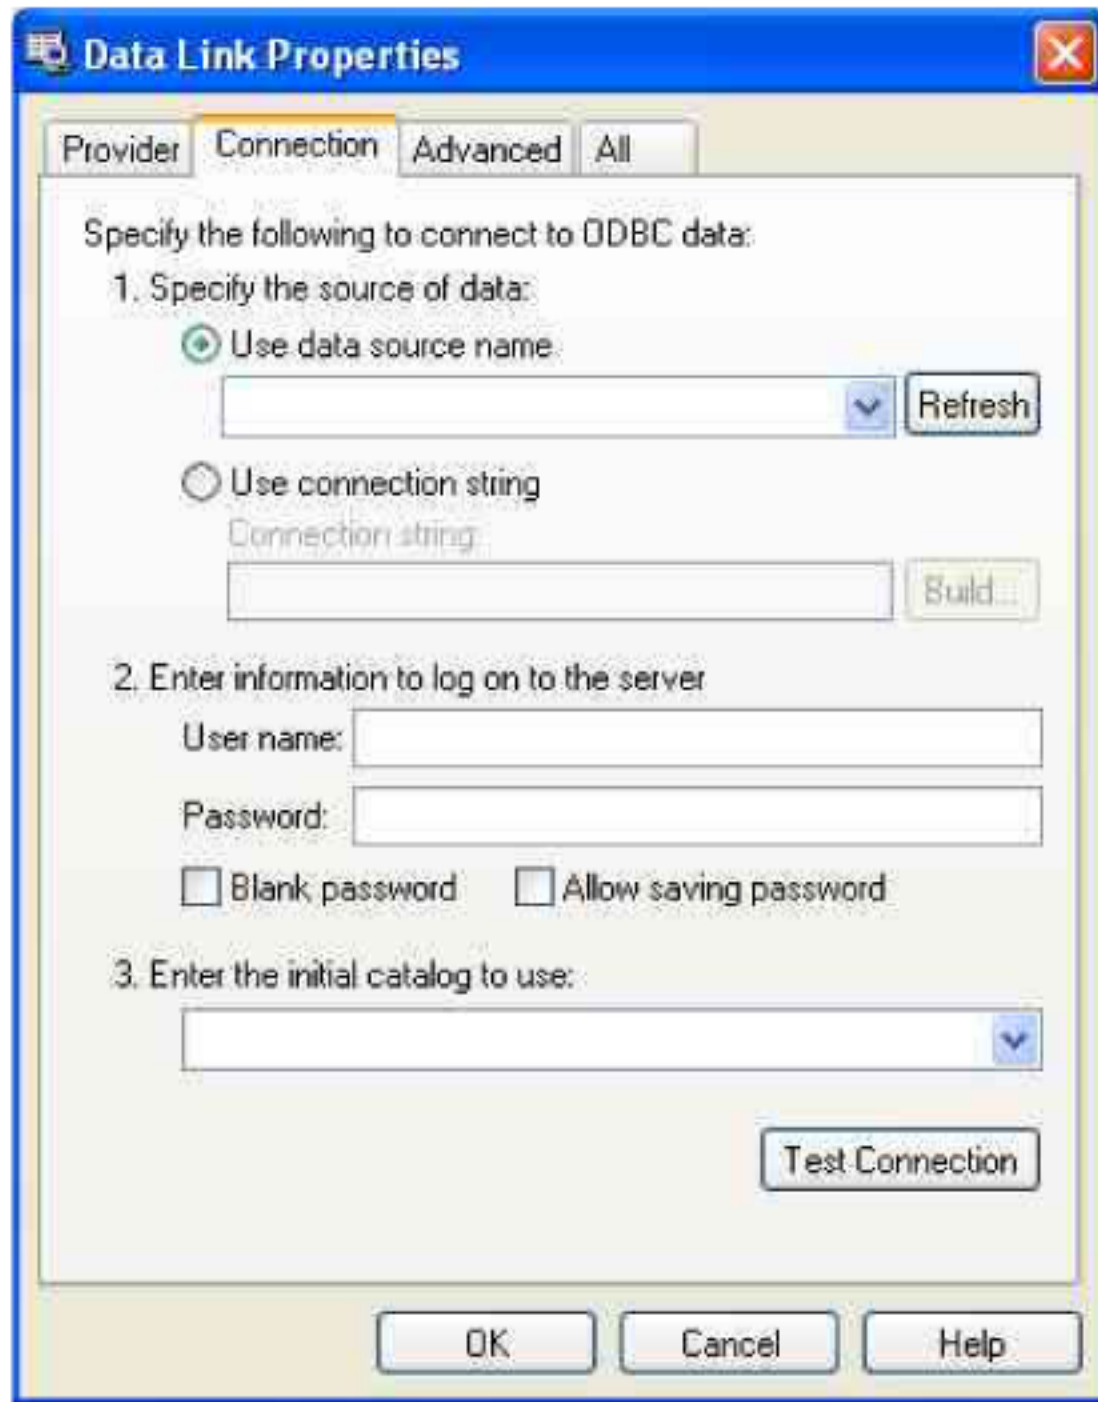 Data Link Properties
Provider Connection Advanced All
Specify the following to connect to ODBC data:
1. Specify the source of data:
Use data source name
Refresh
Use connection string
Connection string:
Build...
2. Enter information to log on to the server
User name:
Password:
Blank password Allow saving password
3. Enter the initial catalog to use:
Test Connection
OK Cancel Help